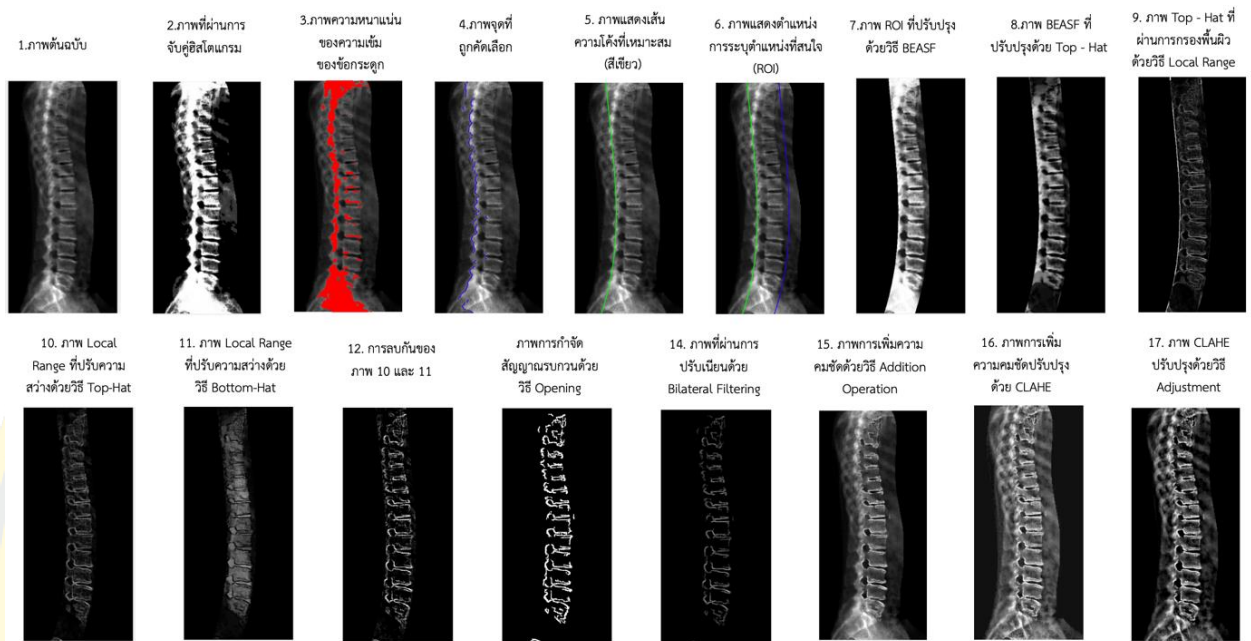 1.ภาพต้นฉบับ
2.ภาพที่ผ่านการ
จับคู่ฮิสโตแกรม
3.ภาพความหนาแน่น
ของความเข้ม
ของข้อกระดูก
4.ภาพจุดที่
ถูกคัดเลือก
5. ภาพแสดงเส้น
ความโค้งที่เหมาะสม
(สีเขียว)
6. ภาพแสดงตำแหน่ง
การระบุตำแหน่งที่สนใจ
(ROI)
7.ภาพ ROI ที่ปรับปรุง
ด้วยวิธี BEASF
8.ภาพ BEASF ที่
ปรับปรุงด้วย Top - Hat
9. ภาพ Top - Hat ที่
ผ่านการกรองพื้นผิว
ด้วยวิธี Local Range
10. ภาพ Local
Range ที่ปรับความ
สว่างด้วยวิธี Top-Hat
11. ภาพ Local Range
ที่ปรับความสว่างด้วย
วิธี Bottom-Hat
12. การลบกันของ
ภาพ 10 และ 11
ภาพการกำจัด
สัญญาณรบกวนด้วย
วิธี Opening
14. ภาพที่ผ่านการ
ปรับเนียนด้วย
Bilateral Filtering
15. ภาพการเพิ่มความ
คมชัดด้วยวิธี Addition
Operation
16. ภาพการเพิ่ม
ความคมชัดปรับปรุง
ด้วย CLAHE
17. ภาพ CLAHE
ปรับปรุงด้วยวิธี
Adjustment